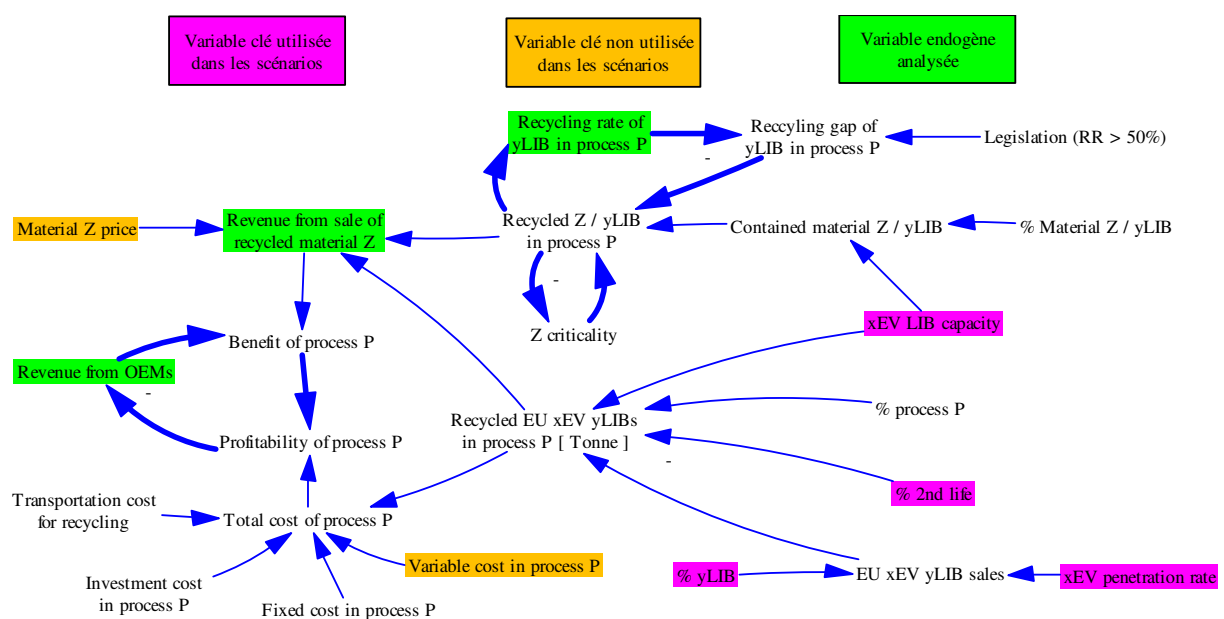 Variable clé utilisée
dans les scénarios
Variable clé non utilisée
dans les scénarios
Variable endogène
analysée
Recycling rate of
yLIB in process P
Reccyling gap of
yLIB in process P
Legislation (RR > 50%)
-
Material Z price
Revenue from sale of
recycled material Z
Recycled Z / yLIB
in process P
Contained material Z / yLIB
% Material Z / yLIB
-
Z criticality
xEV LIB capacity
Benefit of process P
Revenue from OEMs
-
Profitability of process P
Recycled EU xEV yLIBs
in process P [ Tonne ]
% process P
-
% 2nd life
Transportation cost
for recycling
Total cost of process P
Variable cost in process P
Investment cost
in process P
Fixed cost in process P
% yLIB
EU xEV yLIB sales
xEV penetration rate